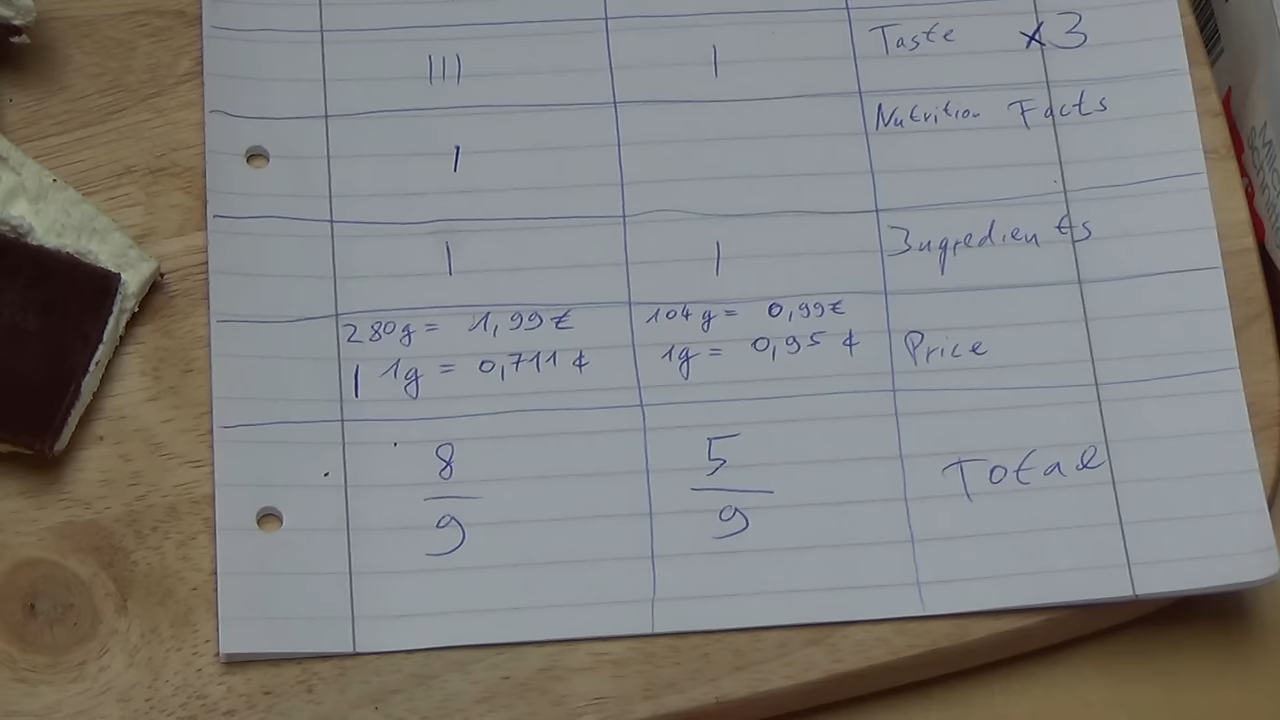 ||| | Taste x3
| Nutrition Facts
| | Ingredients
280g = 1,99€ 104g = 0,99€
| 1g = 0,711 ¢ 1g = 0,95 ¢ Price
8/9 5/9 Total